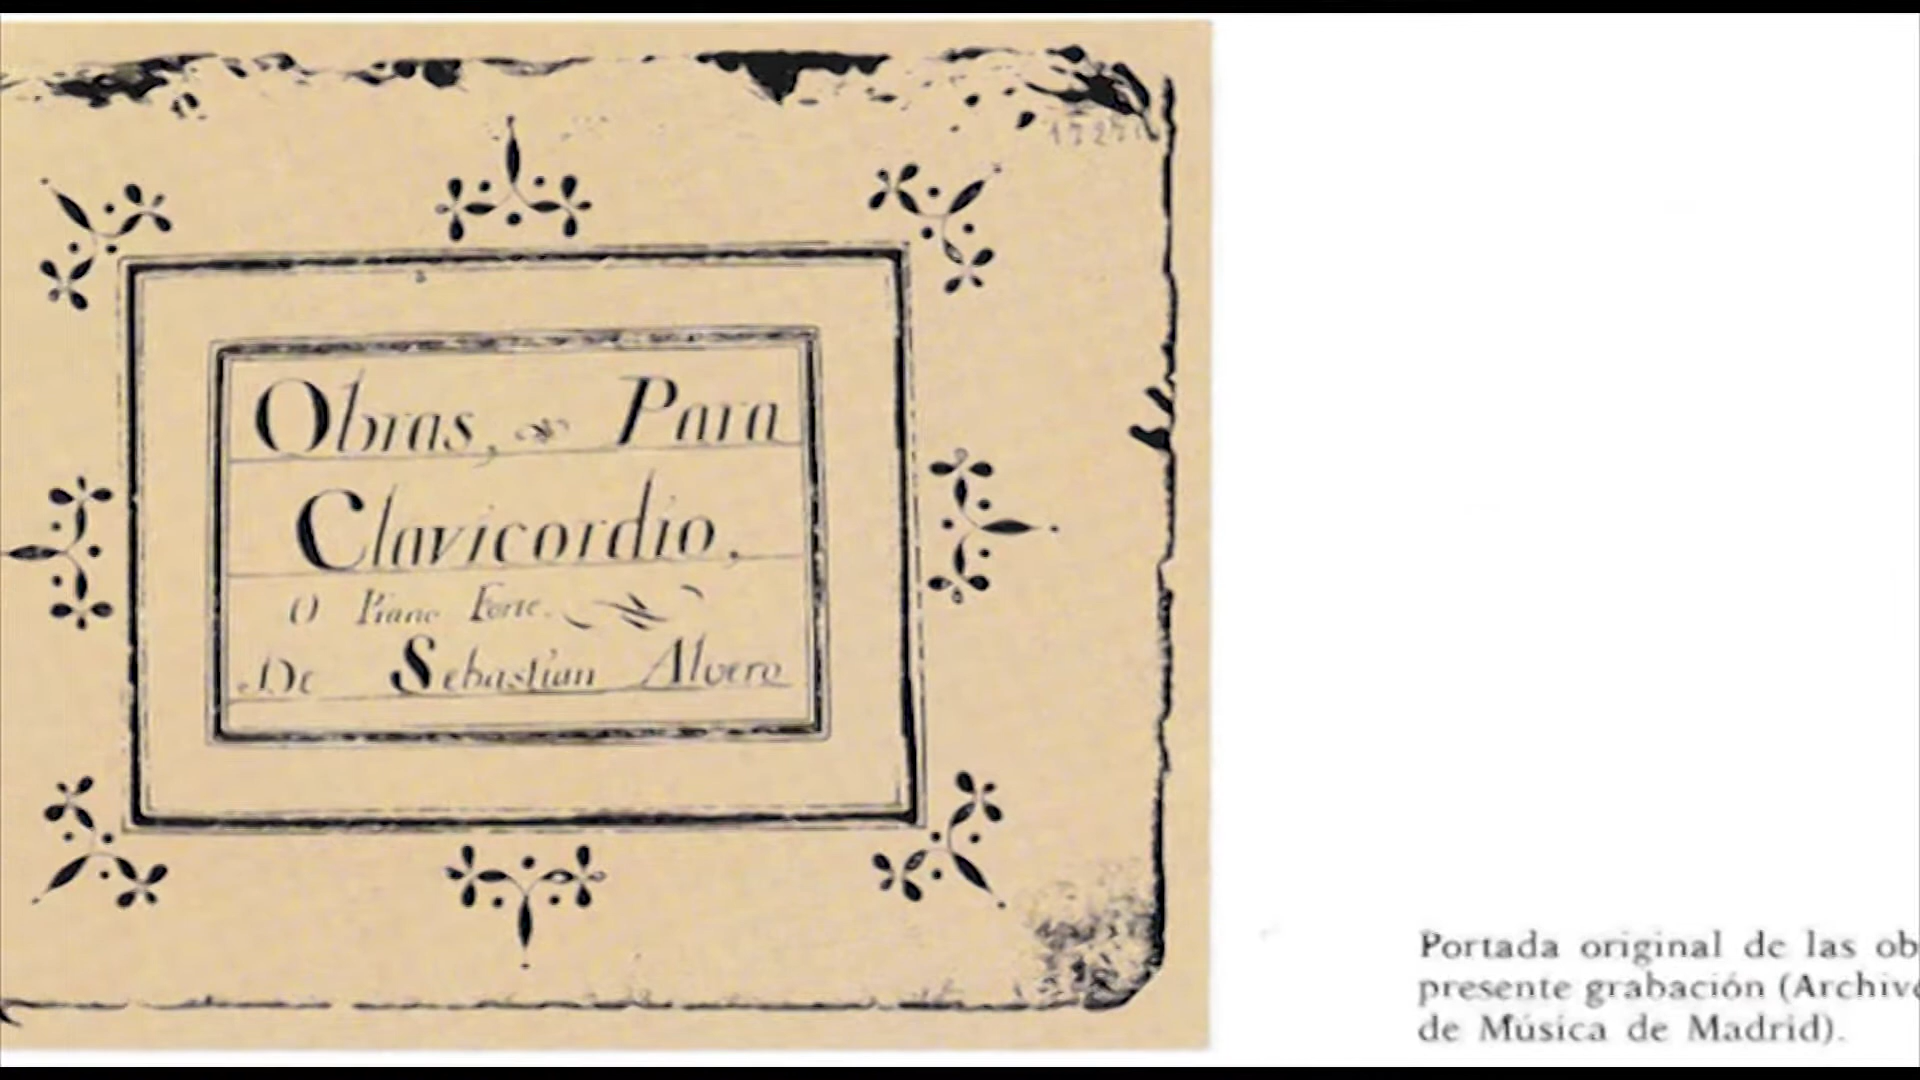 Obras, Para
Clavicordio,
O Piano Forte.
De Sebastian Alvero
Portada original de las ob
presente grabación (Archivo
de Música de Madrid).